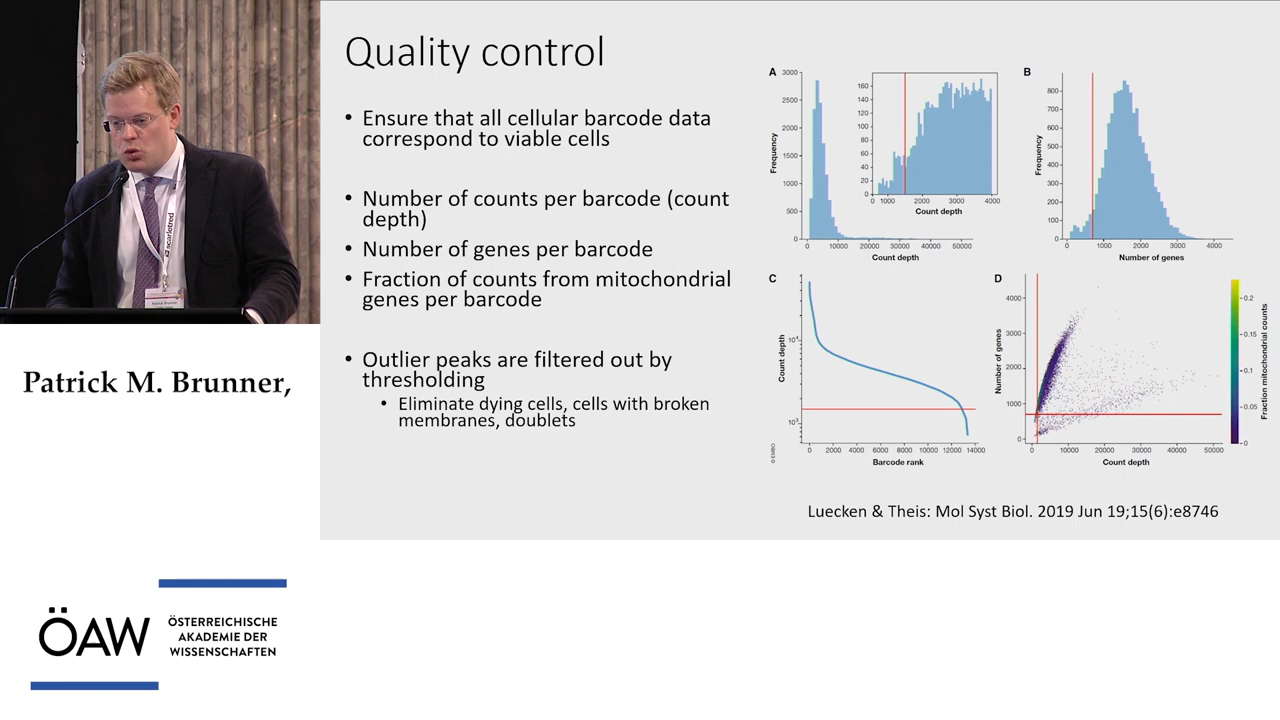 Quality control
• Ensure that all cellular barcode data
correspond to viable cells
• Number of counts per barcode (count
depth)
• Number of genes per barcode
• Fraction of counts from mitochondrial
genes per barcode
• Outlier peaks are filtered out by
thresholding
• Eliminate dying cells, cells with broken
membranes, doublets
A
3000
2500
2000
1500
1000
500
0
Frequency
0 10000 20000 30000 40000 50000
Count depth
160
140
120
100
80
60
40
20
0
0 1000 2000 3000 4000
Count depth
B
800
700
600
500
400
300
200
100
0
Frequency
0 1000 2000 3000 4000
Number of genes
C
10⁴
10³
Count depth
0 2000 4000 6000 8000 10000 12000 14000
Barcode rank
© EMBO
D
4000
3000
2000
1000
0
Number of genes
0 10000 20000 30000 40000 50000
Count depth
0.2
0.15
0.1
0.05
0
Fraction mitochondrial counts
Luecken & Theis: Mol Syst Biol. 2019 Jun 19;15(6):e8746
scarletred
Patrick Brunner
Patrick M. Brunner,
ÖAW
ÖSTERREICHISCHE
AKADEMIE DER
WISSENSCHAFTEN